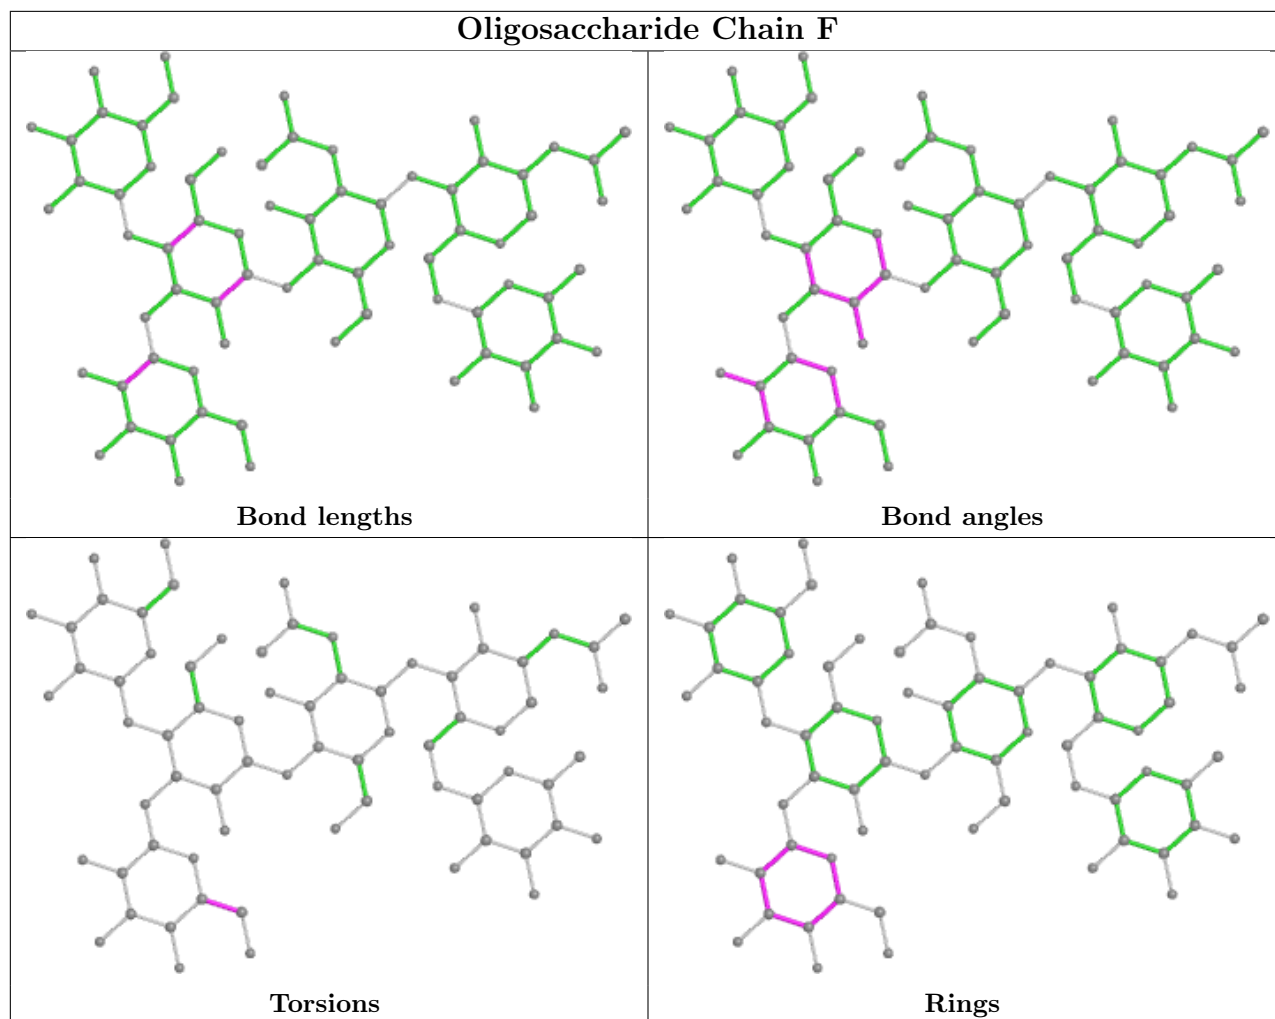 Oligosaccharide Chain F
Bond lengths
Bond angles
Torsions
Rings